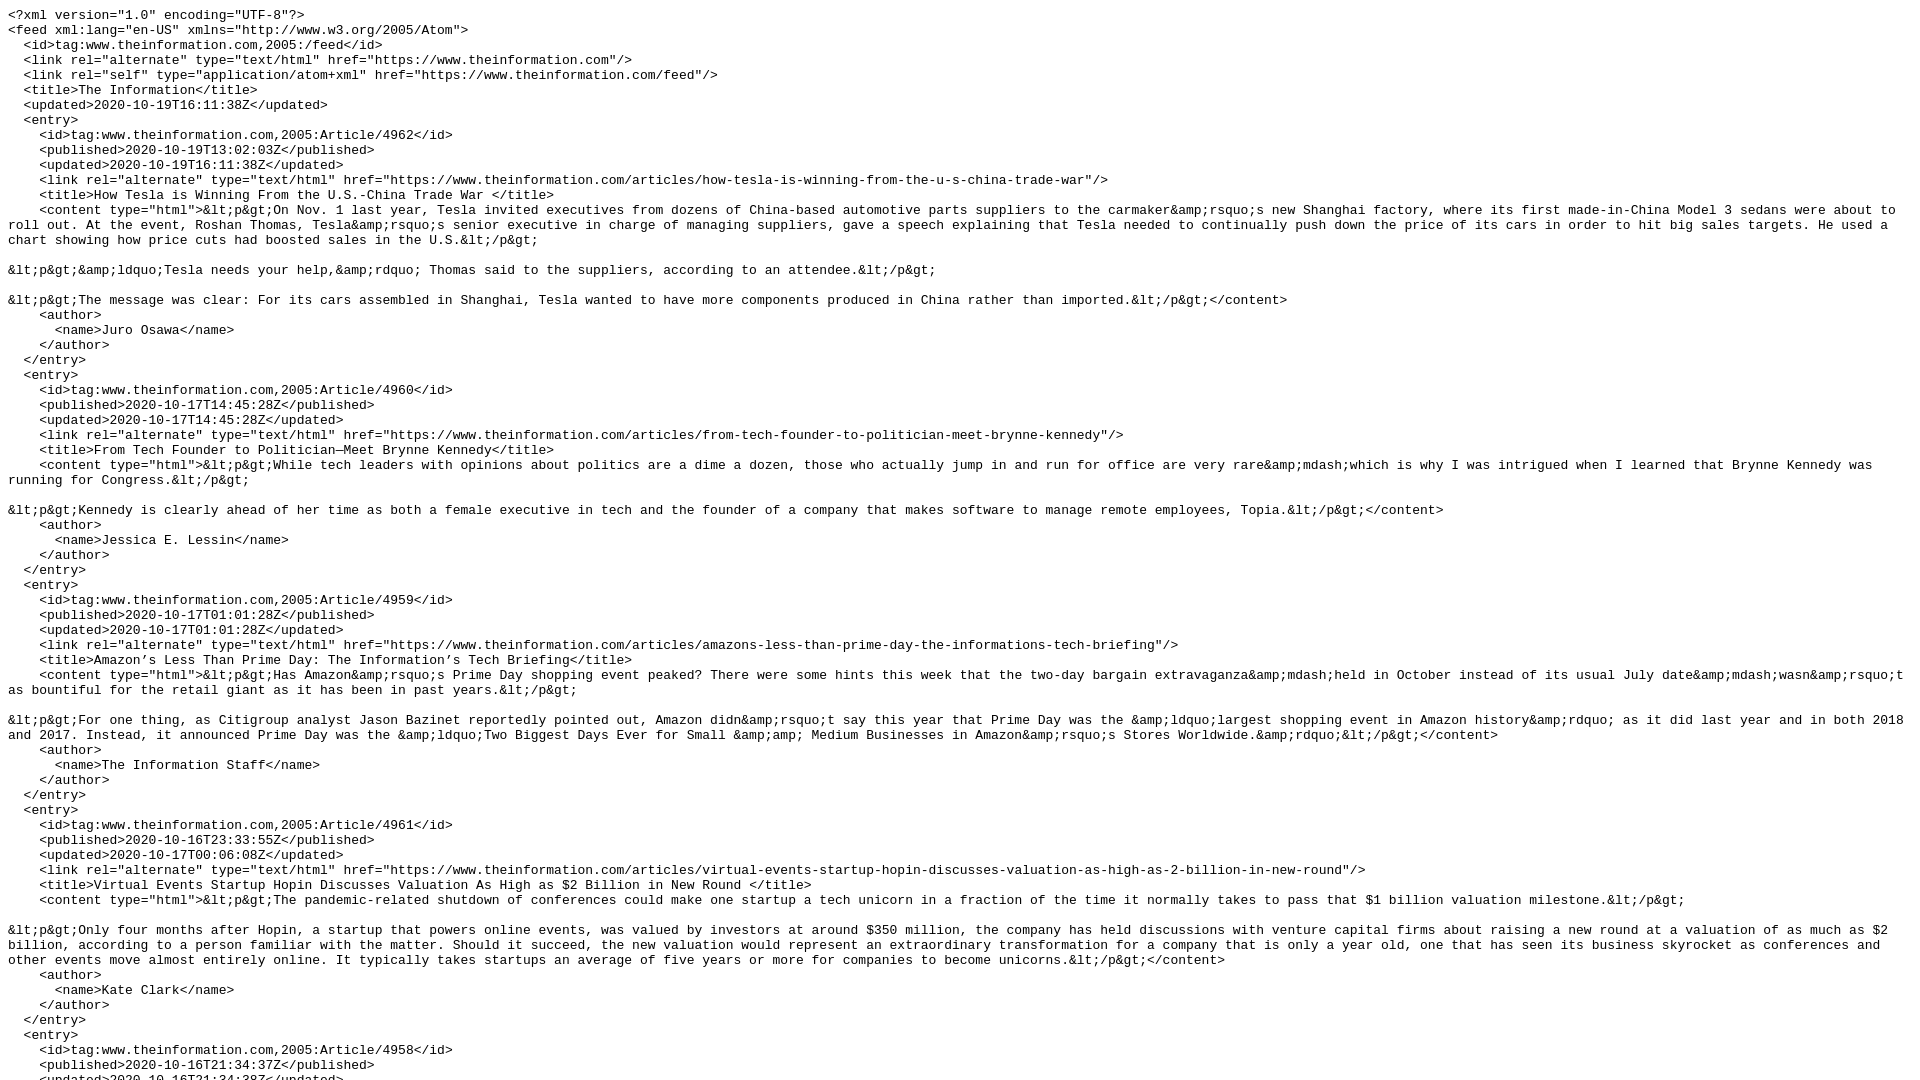 <?xml version="1.0" encoding="UTF-8"?>
<feed xml:lang="en-US" xmlns="http://www.w3.org/2005/Atom">
  <id>tag:www.theinformation.com,2005:/feed</id>
  <link rel="alternate" type="text/html" href="https://www.theinformation.com"/>
  <link rel="self" type="application/atom+xml" href="https://www.theinformation.com/feed"/>
  <title>The Information</title>
  <updated>2020-10-19T16:11:38Z</updated>
  <entry>
    <id>tag:www.theinformation.com,2005:Article/4962</id>
    <published>2020-10-19T13:02:03Z</published>
    <updated>2020-10-19T16:11:38Z</updated>
    <link rel="alternate" type="text/html" href="https://www.theinformation.com/articles/how-tesla-is-winning-from-the-u-s-china-trade-war"/>
    <title>How Tesla is Winning From the U.S.-China Trade War </title>
    <content type="html">&lt;p&gt;On Nov. 1 last year, Tesla invited executives from dozens of China-based automotive parts suppliers to the carmaker&amp;rsquo;s new Shanghai factory, where its first made-in-China Model 3 sedans were about to
roll out. At the event, Roshan Thomas, Tesla&amp;rsquo;s senior executive in charge of managing suppliers, gave a speech explaining that Tesla needed to continually push down the price of its cars in order to hit big sales targets. He used a
chart showing how price cuts had boosted sales in the U.S.&lt;/p&gt;

&lt;p&gt;&amp;ldquo;Tesla needs your help,&amp;rdquo; Thomas said to the suppliers, according to an attendee.&lt;/p&gt;

&lt;p&gt;The message was clear: For its cars assembled in Shanghai, Tesla wanted to have more components produced in China rather than imported.&lt;/p&gt;</content>
    <author>
      <name>Juro Osawa</name>
    </author>
  </entry>
  <entry>
    <id>tag:www.theinformation.com,2005:Article/4960</id>
    <published>2020-10-17T14:45:28Z</published>
    <updated>2020-10-17T14:45:28Z</updated>
    <link rel="alternate" type="text/html" href="https://www.theinformation.com/articles/from-tech-founder-to-politician-meet-brynne-kennedy"/>
    <title>From Tech Founder to Politician—Meet Brynne Kennedy</title>
    <content type="html">&lt;p&gt;While tech leaders with opinions about politics are a dime a dozen, those who actually jump in and run for office are very rare&amp;mdash;which is why I was intrigued when I learned that Brynne Kennedy was
running for Congress.&lt;/p&gt;

&lt;p&gt;Kennedy is clearly ahead of her time as both a female executive in tech and the founder of a company that makes software to manage remote employees, Topia.&lt;/p&gt;</content>
    <author>
      <name>Jessica E. Lessin</name>
    </author>
  </entry>
  <entry>
    <id>tag:www.theinformation.com,2005:Article/4959</id>
    <published>2020-10-17T01:01:28Z</published>
    <updated>2020-10-17T01:01:28Z</updated>
    <link rel="alternate" type="text/html" href="https://www.theinformation.com/articles/amazons-less-than-prime-day-the-informations-tech-briefing"/>
    <title>Amazon’s Less Than Prime Day: The Information’s Tech Briefing</title>
    <content type="html">&lt;p&gt;Has Amazon&amp;rsquo;s Prime Day shopping event peaked? There were some hints this week that the two-day bargain extravaganza&amp;mdash;held in October instead of its usual July date&amp;mdash;wasn&amp;rsquo;t
as bountiful for the retail giant as it has been in past years.&lt;/p&gt;

&lt;p&gt;For one thing, as Citigroup analyst Jason Bazinet reportedly pointed out, Amazon didn&amp;rsquo;t say this year that Prime Day was the &amp;ldquo;largest shopping event in Amazon history&amp;rdquo; as it did last year and in both 2018
and 2017. Instead, it announced Prime Day was the &amp;ldquo;Two Biggest Days Ever for Small &amp;amp; Medium Businesses in Amazon&amp;rsquo;s Stores Worldwide.&amp;rdquo;&lt;/p&gt;</content>
    <author>
      <name>The Information Staff</name>
    </author>
  </entry>
  <entry>
    <id>tag:www.theinformation.com,2005:Article/4961</id>
    <published>2020-10-16T23:33:55Z</published>
    <updated>2020-10-17T00:06:08Z</updated>
    <link rel="alternate" type="text/html" href="https://www.theinformation.com/articles/virtual-events-startup-hopin-discusses-valuation-as-high-as-2-billion-in-new-round"/>
    <title>Virtual Events Startup Hopin Discusses Valuation As High as $2 Billion in New Round </title>
    <content type="html">&lt;p&gt;The pandemic-related shutdown of conferences could make one startup a tech unicorn in a fraction of the time it normally takes to pass that $1 billion valuation milestone.&lt;/p&gt;

&lt;p&gt;Only four months after Hopin, a startup that powers online events, was valued by investors at around $350 million, the company has held discussions with venture capital firms about raising a new round at a valuation of as much as $2
billion, according to a person familiar with the matter. Should it succeed, the new valuation would represent an extraordinary transformation for a company that is only a year old, one that has seen its business skyrocket as conferences and
other events move almost entirely online. It typically takes startups an average of five years or more for companies to become unicorns.&lt;/p&gt;</content>
    <author>
      <name>Kate Clark</name>
    </author>
  </entry>
  <entry>
    <id>tag:www.theinformation.com,2005:Article/4958</id>
    <published>2020-10-16T21:34:37Z</published>
    <updated>2020-10-16T21:34:38Z</updated>